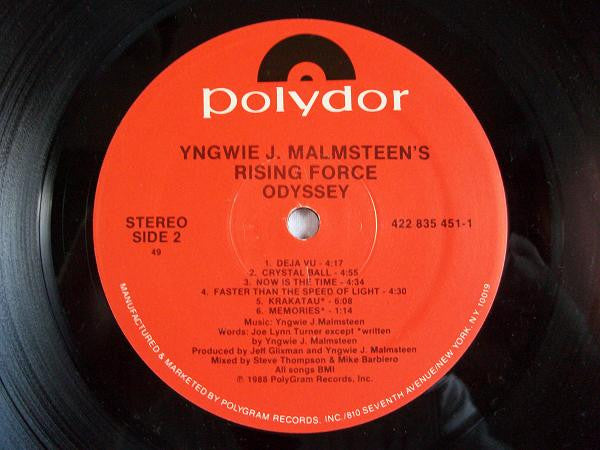 polydor
YNGWIE J. MALMSTEEN'S
RISING FORCE
ODYSSEY
STEREO
SIDE 2
49
422 835 451-1
1. DEJA VU - 4:17
2. CRYSTAL BALL - 4:55
3. NOW IS THE TIME - 4:34
4. FASTER THAN THE SPEED OF LIGHT - 4:30
5. KRAKATAU* - 6:08
6. MEMORIES* - 1:14
Music: Yngwie J.Malmsteen
Words: Joe Lynn Turner except *written
by Yngwie J. Malmsteen
Produced by Jeff Glixman and Yngwie J. Malmsteen
Mixed by Steve Thompson & Mike Barbiero
All songs BMI
℗ 1988 PolyGram Records, Inc.
MANUFACTURED & MARKETED BY POLYGRAM RECORDS. INC./810 SEVENTH AVENUE/NEW YORK. NY 10019